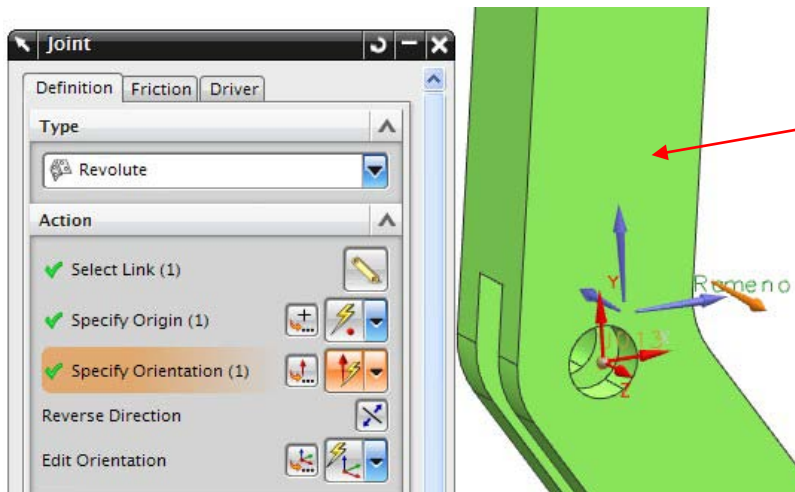 Joint
Definition Friction Driver
Type
Revolute
Action
Select Link (1)
Specify Origin (1)
Specify Orientation (1)
Reverse Direction
Edit Orientation
Rameno
Y
X
Z